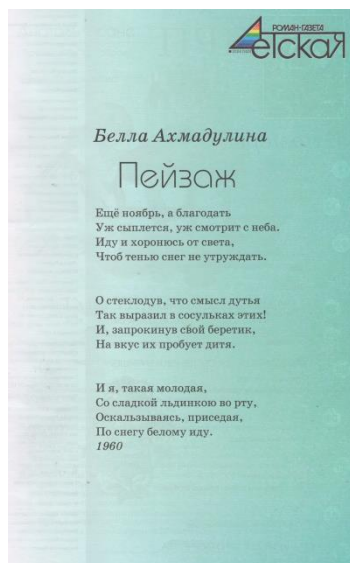 РОМАН-ГАЗЕТА
Детская
Белла Ахмадулина
Пейзаж
Ещё ноябрь, а благодать
Уж сыплется, уж смотрит с неба.
Иду и хоронюсь от света,
Чтоб тенью снег не утруждать.
О стеклодув, что смысл дутья
Так выразил в сосульках этих!
И, запрокинув свой беретик,
На вкус их пробует дитя.
И я, такая молодая,
Со сладкой льдинкою во рту,
Оскальзываясь, приседая,
По снегу белому иду.
1960